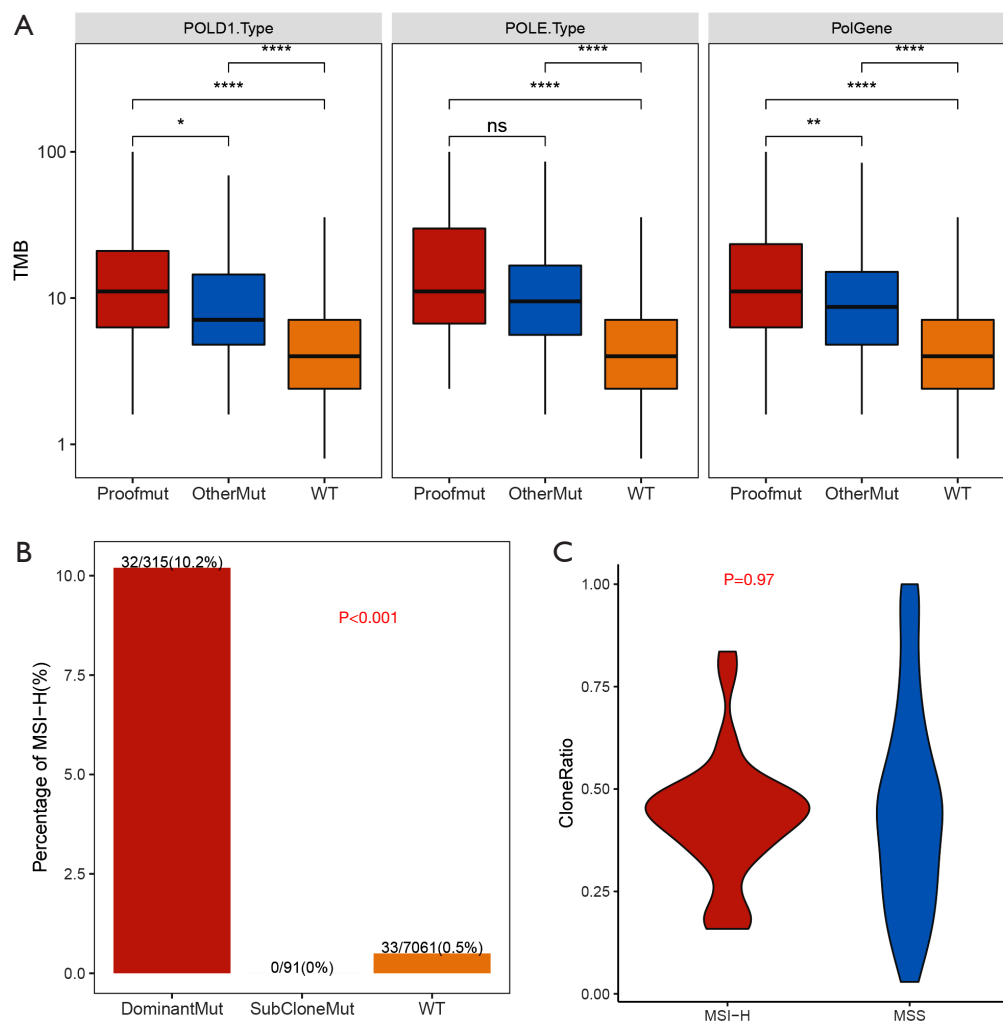 A
POLD1.Type
POLE.Type
PolGene
****
****
****
****
****
****
*
ns
**
TMB
100
10
1
Proofmut OtherMut WT
Proofmut OtherMut WT
Proofmut OtherMut WT
B
Percentage of MSI−H(%)
10.0
7.5
5.0
2.5
0.0
32/315(10.2%)
P<0.001
0/91(0%)
33/7061(0.5%)
DominantMut SubCloneMut WT
C
CloneRatio
1.00
0.75
0.50
0.25
0.00
P=0.97
MSI−H MSS